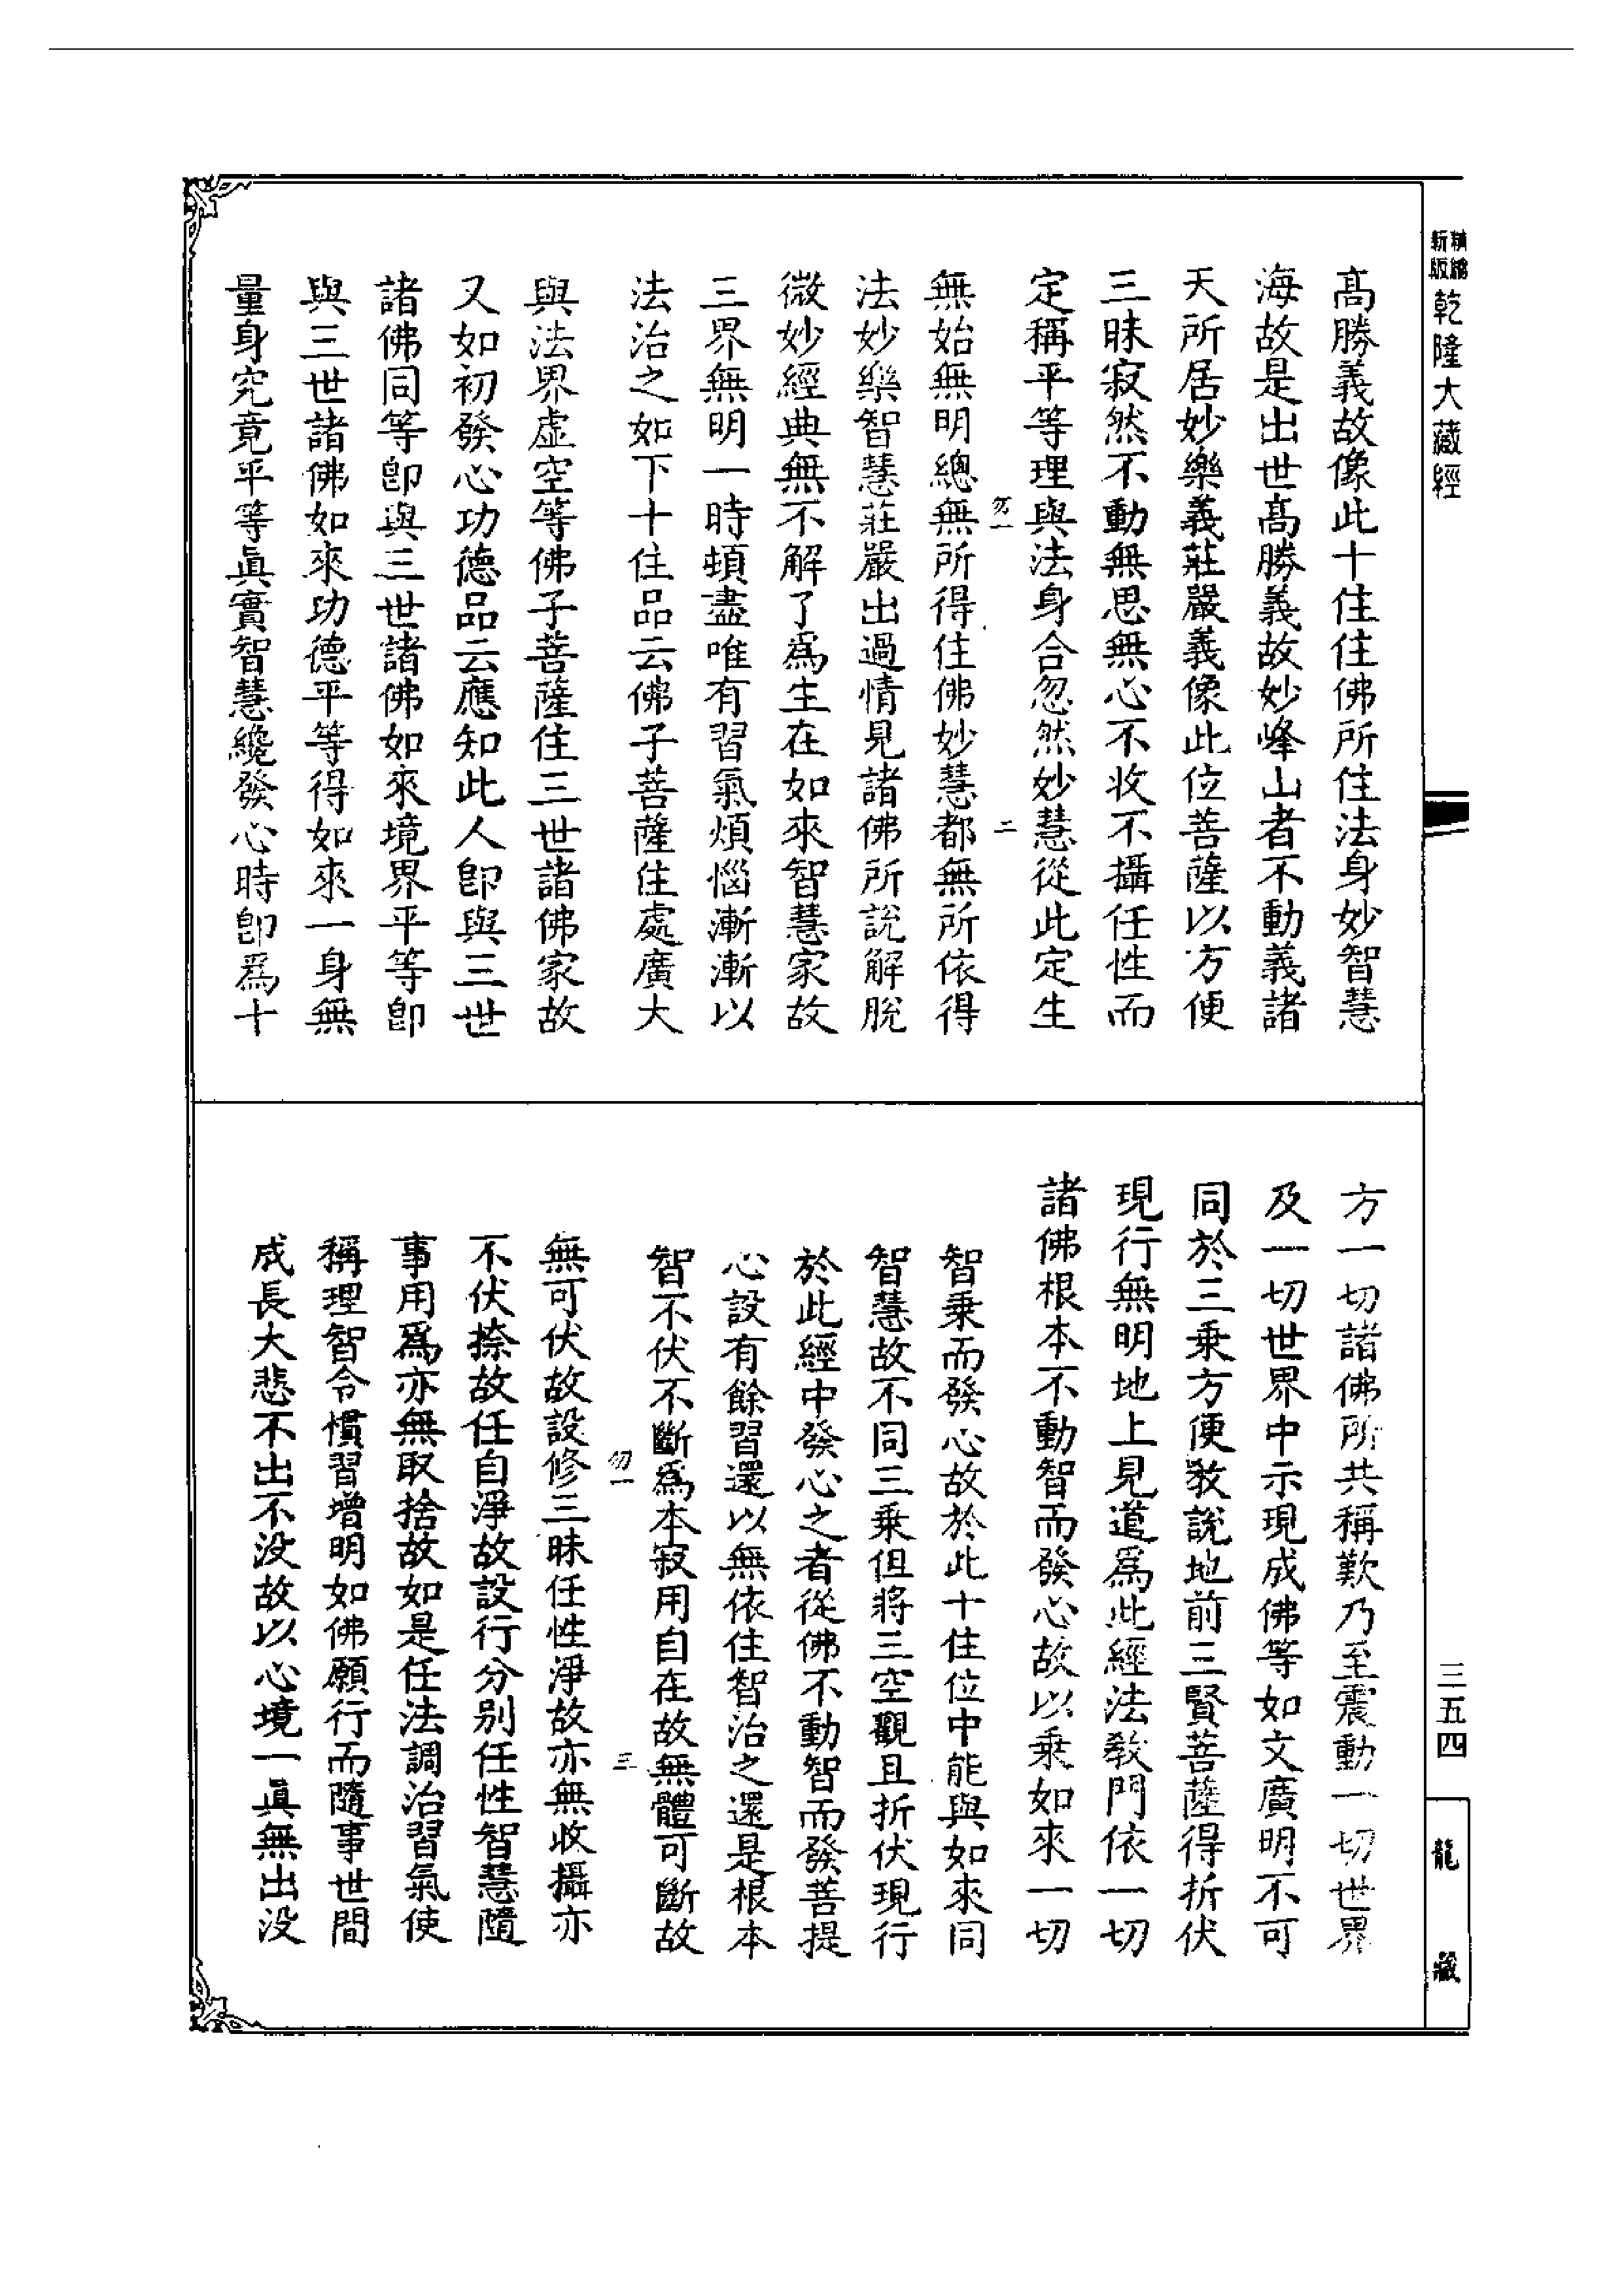 精縮新版乾隆大藏經
高勝義故像此十住住佛所住法身妙智慧
海故是出世高勝義故妙峰山者不動義諸
天所居妙樂義莊嚴義像此位菩薩以方便
三昧寂然不動無思無心不收不攝任性而
定稱平等理與法身合忽然妙慧從此定生
勿一
二
無始無明總無所得住佛妙慧都無所依得
法妙樂智慧莊嚴出過情見諸佛所說解脫
微妙經典無不解了爲生在如來智慧家故
三界無明一時頓盡唯有習氣煩惱漸漸以
法治之如下十住品云佛子菩薩住處廣大
與法界虛空等佛子菩薩住三世諸佛家故
又如初發心功德品云應知此人卽與三世
諸佛同等卽與三世諸佛如來境界平等卽
與三世諸佛如來功德平等得如來一身無
量身究竟平等眞實智慧纔發心時卽爲十
方一切諸佛所共稱歎乃至震動一切世界
及一切世界中示現成佛等如文廣明不可
同於三乘方便教說地前三賢菩薩得折伏
現行無明地上見道爲此經法教門依一切
諸佛根本不動智而發心故以乘如來一切
智乘而發心故於此十住位中能與如來同
智慧故不同三乘但將三空觀且折伏現行
於此經中發心之者從佛不動智而發菩提
心設有餘習還以無依住智治之還是根本
智不伏不斷爲本寂用自在故無體可斷故
勿一
三
無可伏故設修三昧任性淨故亦無收攝亦
不伏捺故任自淨故設行分別任性智慧隨
事用爲亦無取捨故如是任法調治習氣使
稱理智令慣習增明如佛願行而隨事世間
成長大悲不出不没故以心境一眞無出没
三五四
龍藏